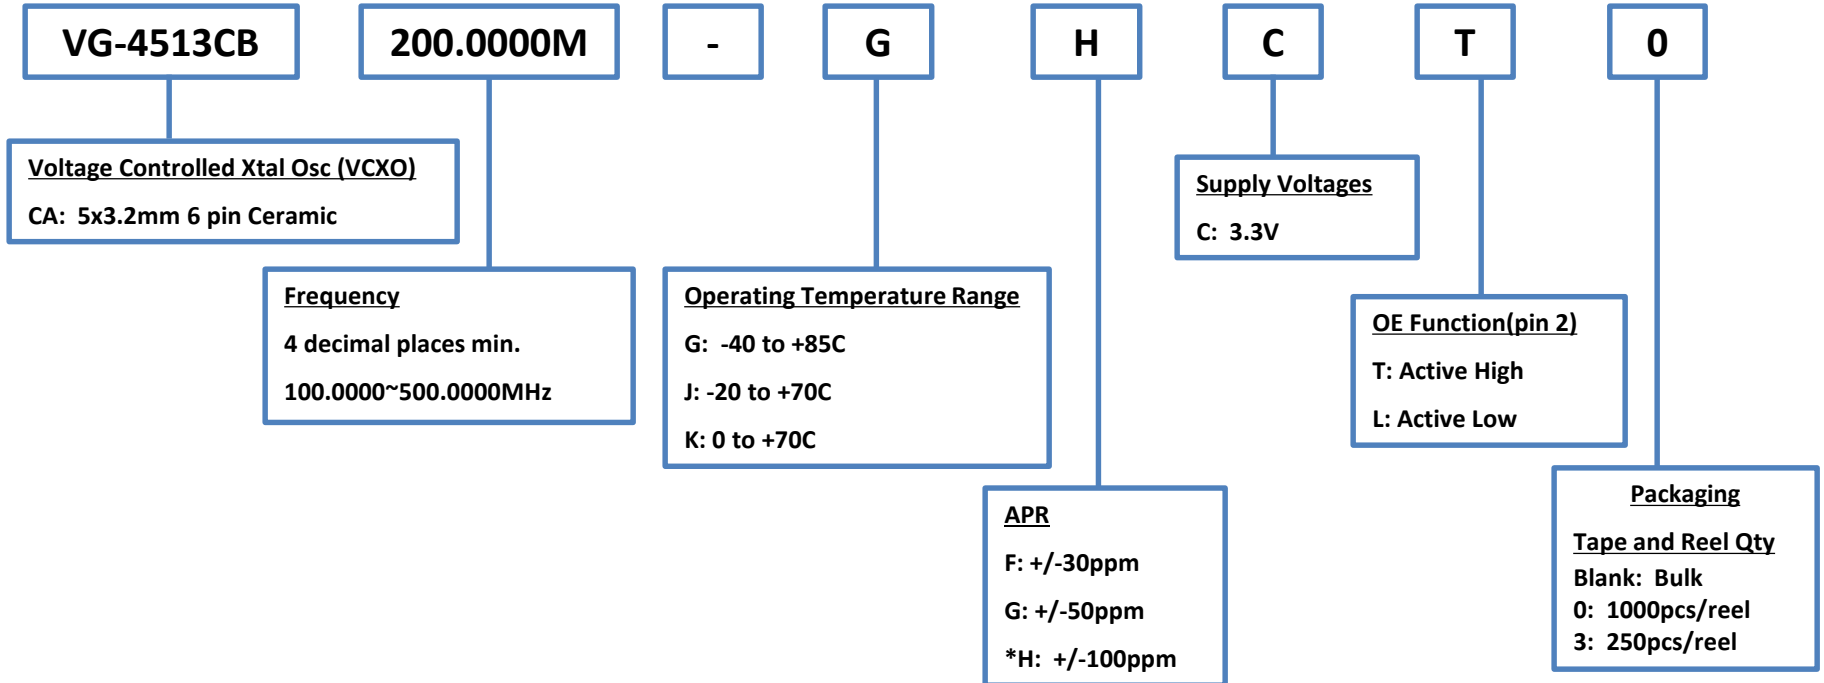 VG-4513CB 200.0000M - G H C T 0
Voltage Controlled Xtal Osc (VCXO)
CA: 5x3.2mm 6 pin Ceramic
Frequency
4 decimal places min.
100.0000~500.0000MHz
Operating Temperature Range
G: -40 to +85C
J: -20 to +70C
K: 0 to +70C
APR
F: +/-30ppm
G: +/-50ppm
*H: +/-100ppm
Supply Voltages
C: 3.3V
OE Function(pin 2)
T: Active High
L: Active Low
Packaging
Tape and Reel Qty
Blank: Bulk
0: 1000pcs/reel
3: 250pcs/reel